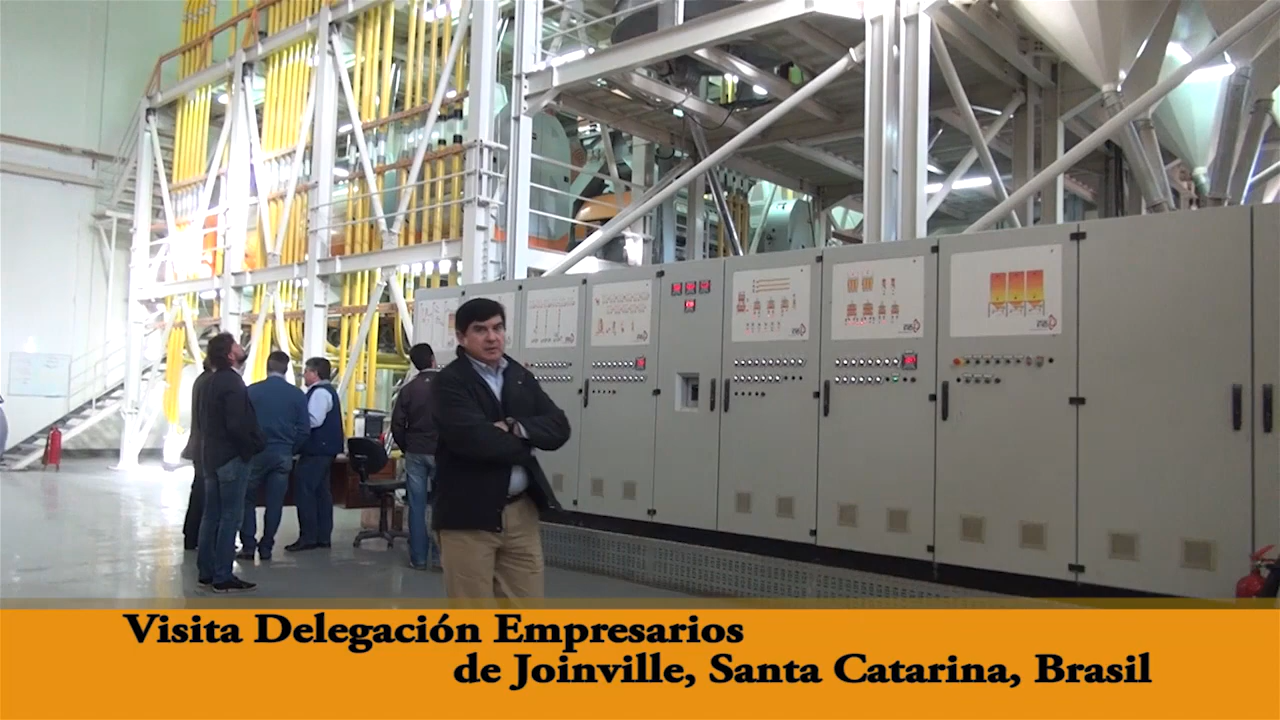 Visita Delegación Empresarios
de Joinville, Santa Catarina, Brasil